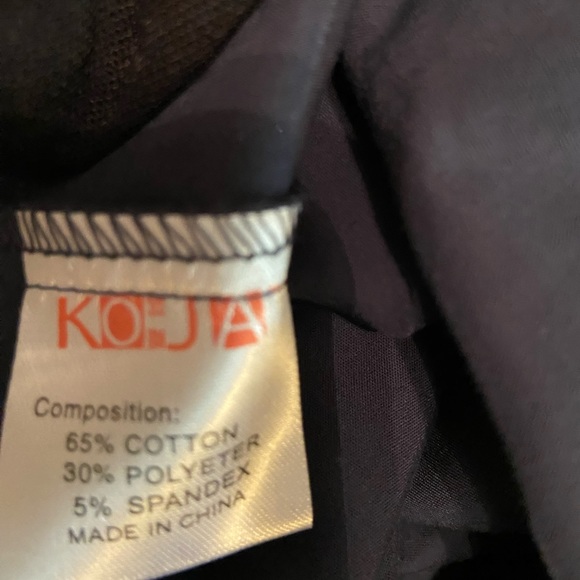 KOJA
Composition:
65% COTTON
30% POLYETER
5% SPANDEX
MADE IN CHINA